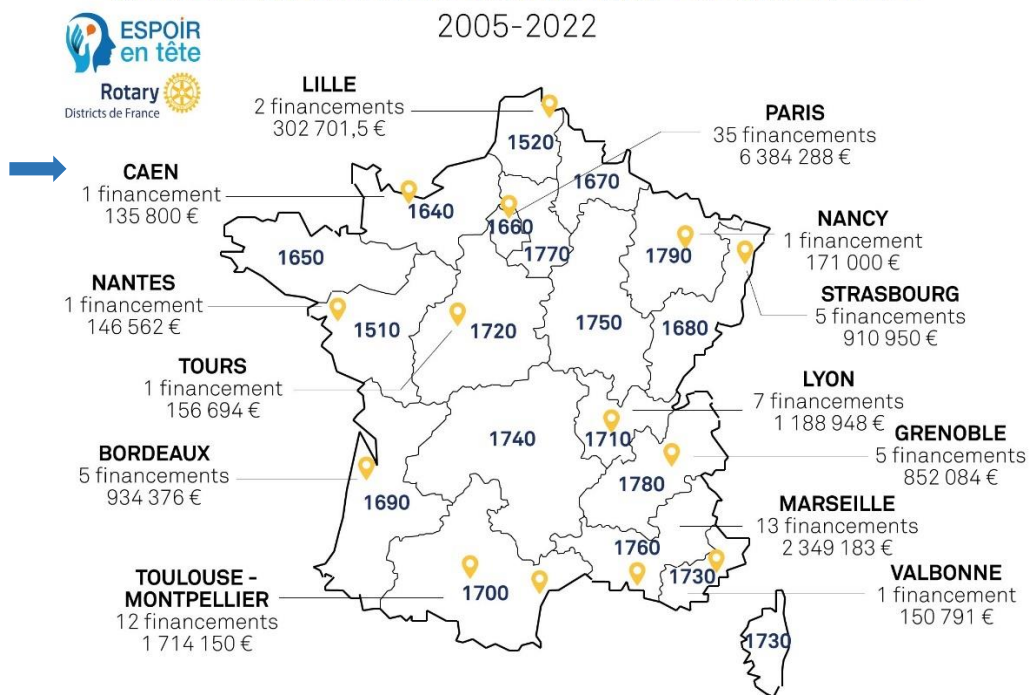 2005-2022
ESPOIR
en tête
Rotary
Districts de France
LILLE
2 financements
302 701,5 €
PARIS
35 financements
6 384 288 €
CAEN
1 financement
135 800 €
NANCY
1 financement
171 000 €
NANTES
1 financement
146 562 €
STRASBOURG
5 financements
910 950 €
TOURS
1 financement
156 694 €
LYON
7 financements
1 188 948 €
BORDEAUX
5 financements
934 376 €
GRENOBLE
5 financements
852 084 €
MARSEILLE
13 financements
2 349 183 €
TOULOUSE -
MONTPELLIER
12 financements
1 714 150 €
VALBONNE
1 financement
150 791 €
1520
1670
1640
1660
1770
1790
1650
1510
1720
1750
1680
1740
1710
1780
1690
1760
1700
1730
1730